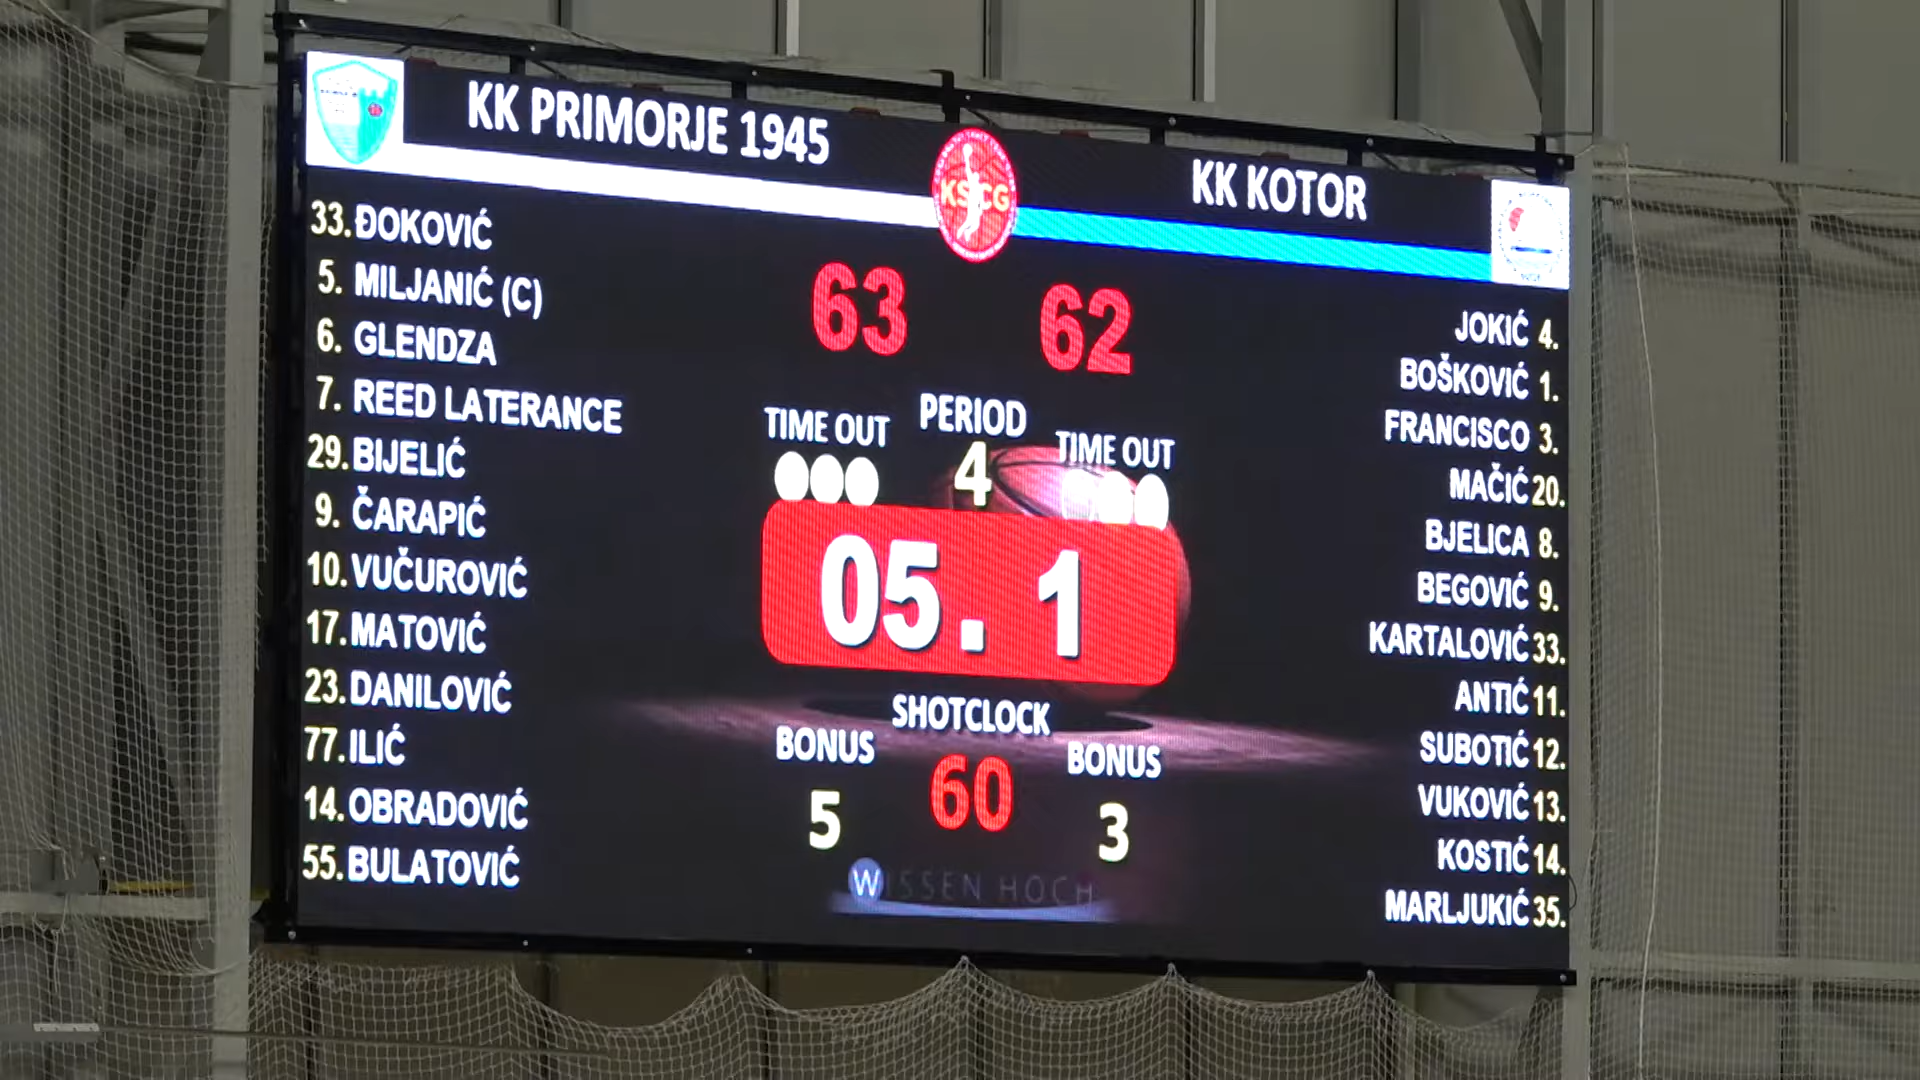 KK PRIMORJE 1945
KSCG
KK KOTOR
33. ĐOKOVIĆ
5. MILJANIĆ (C)
6. GLENDZA
7. REED LATERANCE
29. BIJELIĆ
9. ČARAPIĆ
10. VUČUROVIĆ
17. MATOVIĆ
23. DANILOVIĆ
77. ILIĆ
14. OBRADOVIĆ
55. BULATOVIĆ
63 62
PERIOD
TIME OUT 4 TIME OUT
05. 1
SHOTCLOCK
BONUS 60 BONUS
5 3
WISSEN HOCH
JOKIĆ 4.
BOŠKOVIĆ 1.
FRANCISCO 3.
MAČIĆ 20.
BJELICA 8.
BEGOVIĆ 9.
KARTALOVIĆ 33.
ANTIĆ 11.
SUBOTIĆ 12.
VUKOVIĆ 13.
KOSTIĆ 14.
MARLJUKIĆ 35.